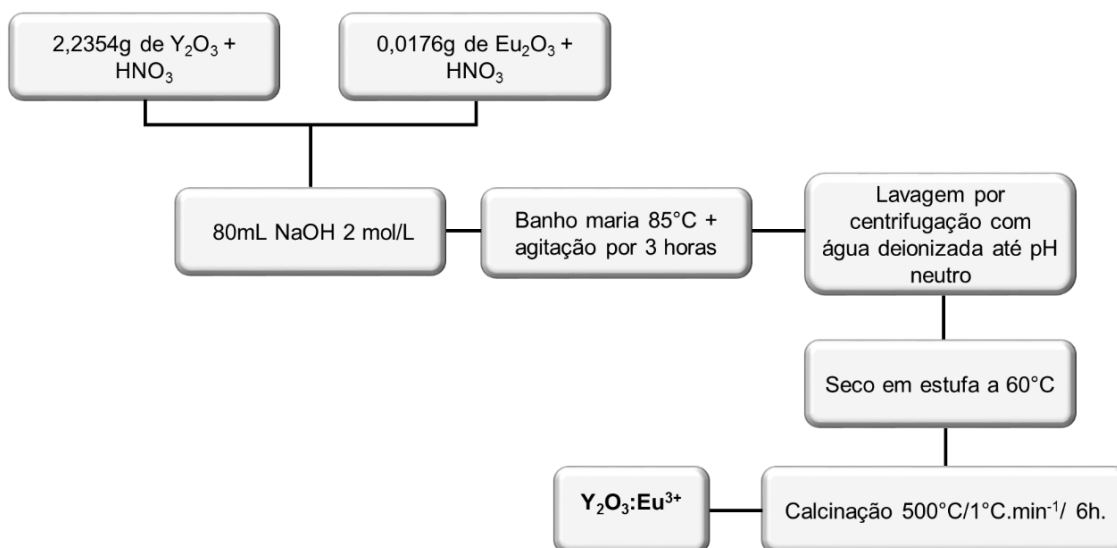 2,2354g de Y₂O₃ +
HNO₃
0,0176g de Eu₂O₃ +
HNO₃
80mL NaOH 2 mol/L
Banho maria 85°C +
agitação por 3 horas
Lavagem por
centrifugação com
água deionizada até pH
neutro
Seco em estufa a 60°C
Calcinação 500°C/1°C.min⁻¹/ 6h.
Y₂O₃:Eu³⁺